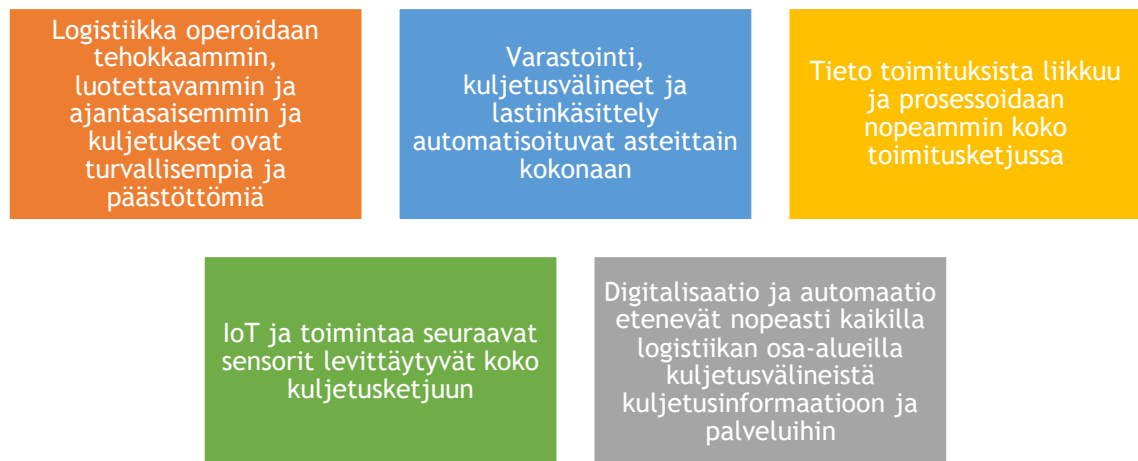 Logistiikka operoidaan
tehokkaammin,
luotettavammin ja
ajantasaisemmin ja
kuljetukset ovat
turvallisempia ja
päästöttömiä
Varastointi,
kuljetusvälineet ja
lastinkäsittely
automatisoituvat asteittain
kokonaan
Tieto toimituksista liikkuu
ja prosessoidaan
nopeammin koko
toimitusketjussa
IoT ja toimintaa seuraavat
sensorit levittäytyvät koko
kuljetusketjuun
Digitalisaatio ja automaatio
etenevät nopeasti kaikilla
logistiikan osa-alueilla
kuljetusvälineistä
kuljetusinformaatioon ja
palveluihin